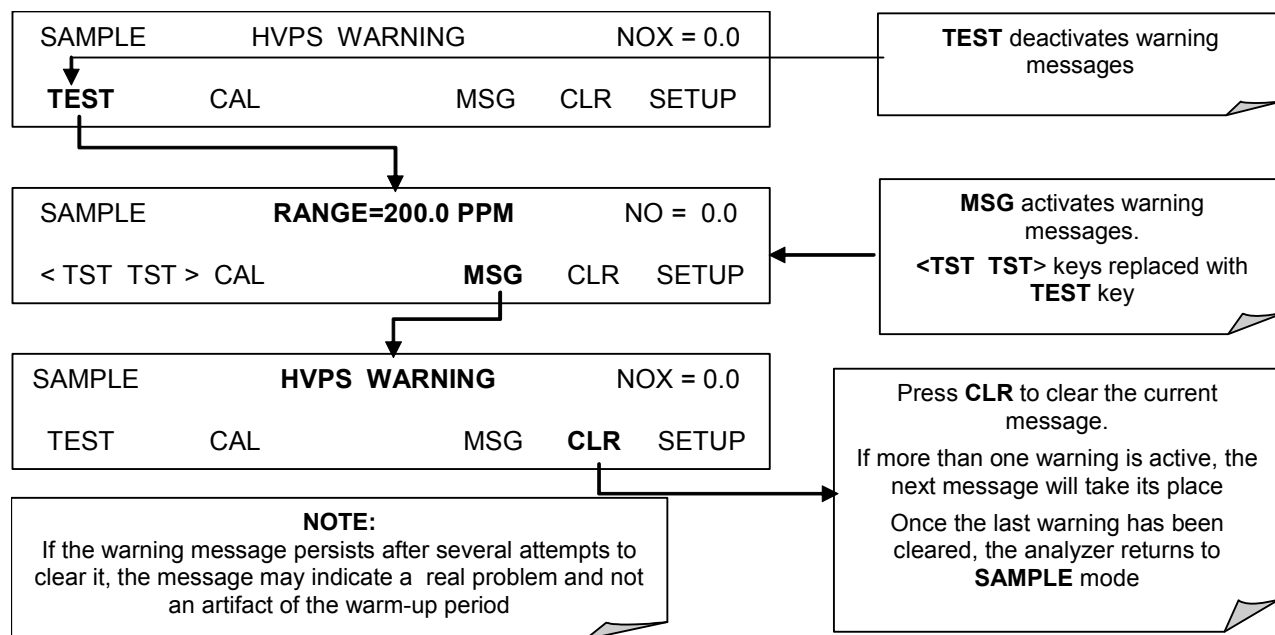 SAMPLE HVPS WARNING NOX = 0.0
TEST CAL MSG CLR SETUP
TEST deactivates warning
messages
SAMPLE RANGE=200.0 PPM NO = 0.0
< TST TST > CAL MSG CLR SETUP
MSG activates warning
messages.
<TST TST> keys replaced with
TEST key
SAMPLE HVPS WARNING NOX = 0.0
TEST CAL MSG CLR SETUP
Press CLR to clear the current
message.
If more than one warning is active, the
next message will take its place
Once the last warning has been
cleared, the analyzer returns to
SAMPLE mode
NOTE:
If the warning message persists after several attempts to
clear it, the message may indicate a real problem and not
an artifact of the warm-up period